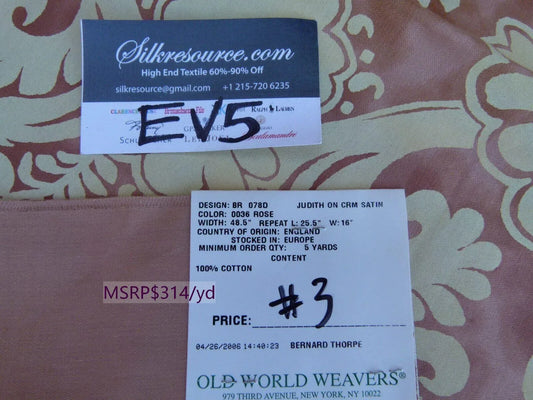 Silkresource.com
High End Textile 60%-90% Off
silkresource@gmail.com +1 215-720 6235
RALPH LAUREN
EV5
DESIGN: BR 078D JUDITH ON CRM SATIN
COLOR: 0036 ROSE
WIDTH: 48.5" REPEAT L: 25.5" W: 16"
COUNTRY OF ORIGIN: ENGLAND
STOCKED IN: EUROPE
MINIMUM ORDER QTY: 5 YARDS
CONTENT
100% COTTON
MSRP$314/yd
#3
PRICE:
04/26/2006 14:40:23 BERNARD THORPE
OLD WORLD WEAVERS®
979 THIRD AVENUE, NEW YORK, NY 10022